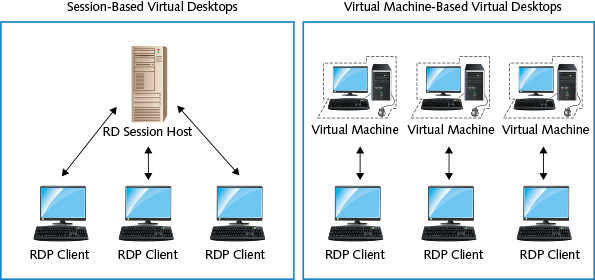 Session-Based Virtual Desktops
RD Session Host
RDP Client
RDP Client
RDP Client
Virtual Machine-Based Virtual Desktops
Virtual Machine
Virtual Machine
Virtual Machine
RDP Client
RDP Client
RDP Client